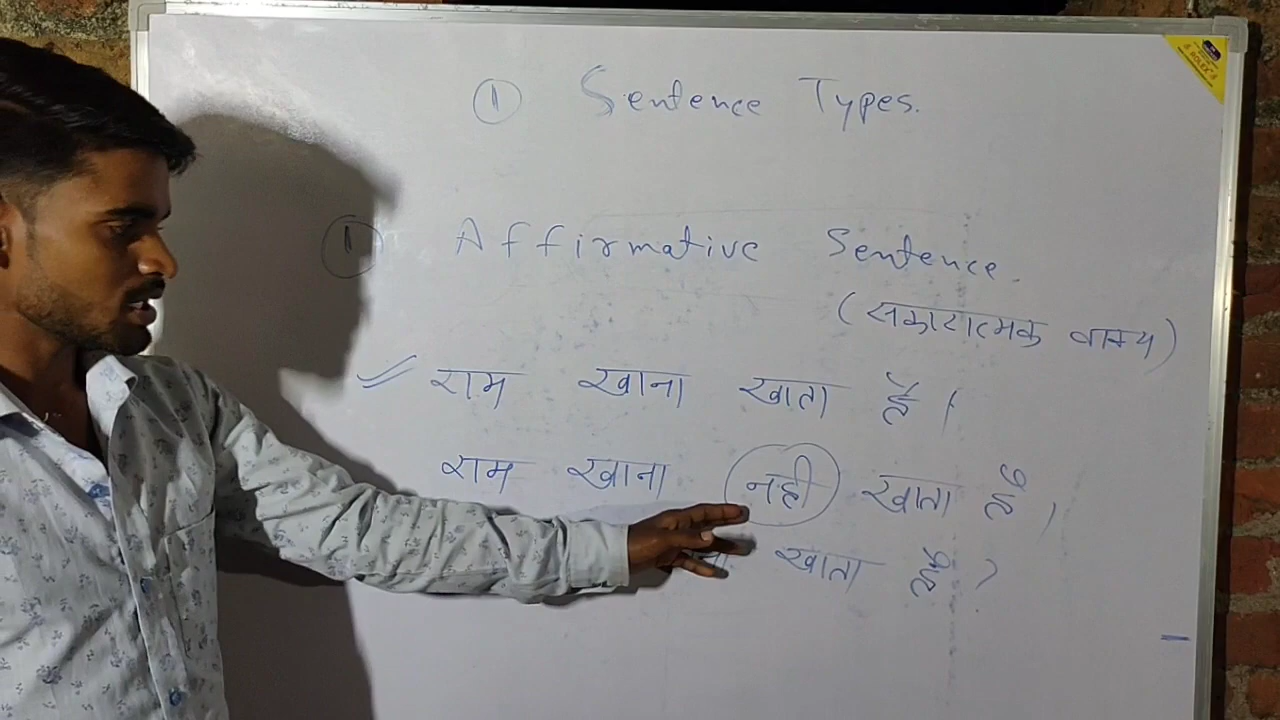 ① Sentence Types.
① Affirmative Sentence.
(सकारात्मक वाक्य)
राम खाना खाता है।
राम खाना नही खाता है।
खाता है?